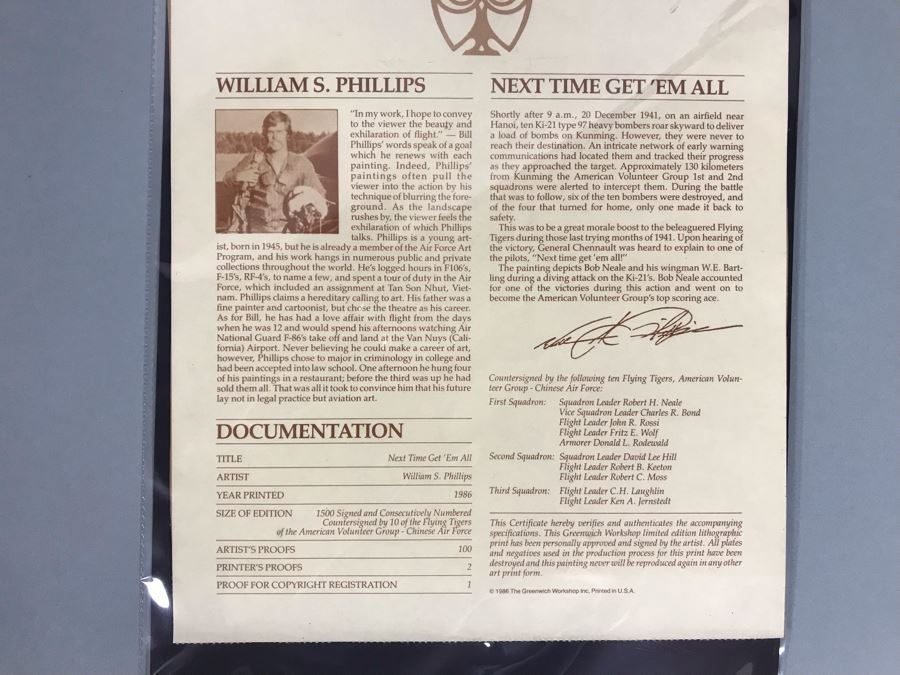 WILLIAM S. PHILLIPS
"In my work, I hope to convey
to the viewer the beauty and
exhilaration of flight." — Bill
Phillips' words speak of a goal
which he renews with each
painting. Indeed, Phillips'
paintings often pull the
viewer into the action by his
technique of blurring the fore-
ground. As the landscape
rushes by, the viewer feels the
exhilaration of which Phillips
talks. Phillips is a young art-
ist, born in 1945, but he is already a member of the Air Force Art
Program, and his work hangs in numerous public and private
collections throughout the world. He's logged hours in F106's,
F-15's, RF-4's, to name a few, and spent a tour of duty in the Air
Force, which included an assignment at Tan Son Nhut, Viet-
nam. Phillips claims a hereditary calling to art. His father was a
fine painter and cartoonist, but chose the theatre as his career.
As for Bill, he has had a love affair with flight from the days
when he was 12 and would spend his afternoons watching Air
National Guard F-86's take off and land at the Van Nuys (Cali-
fornia) Airport. Never believing he could make a career of art,
however, Phillips chose to major in criminology in college and
had been accepted into law school. One afternoon he hung four
of his paintings in a restaurant; before the third was up he had
sold them all. That was all it took to convince him that his future
lay not in legal practice but aviation art.
DOCUMENTATION
TITLE Next Time Get 'Em All
ARTIST William S. Phillips
YEAR PRINTED 1986
SIZE OF EDITION 1500 Signed and Consecutively Numbered
Countersigned by 10 of the Flying Tigers
of the American Volunteer Group - Chinese Air Force
ARTIST'S PROOFS 100
PRINTER'S PROOFS 2
PROOF FOR COPYRIGHT REGISTRATION 1
NEXT TIME GET 'EM ALL
Shortly after 9 a.m., 20 December 1941, on an airfield near
Hanoi, ten Ki-21 type 97 heavy bombers roar skyward to deliver
a load of bombs on Kunming. However, they were never to
reach their destination. An intricate network of early warning
communications had located them and tracked their progress
as they approached the target. Approximately 130 kilometers
from Kunming the American Volunteer Group 1st and 2nd
squadrons were alerted to intercept them. During the battle
that was to follow, six of the ten bombers were destroyed, and
of the four that turned for home, only one made it back to
safety.
This was to be a great morale boost to the beleaguered Flying
Tigers during those last trying months of 1941. Upon hearing of
the victory, General Chennault was heard to explain to one of
the pilots, "Next time get 'em all!"
The painting depicts Bob Neale and his wingman W.E. Bart-
ling during a diving attack on the Ki-21's. Bob Neale accounted
for one of the victories during this action and went on to
become the American Volunteer Group's top scoring ace.
Countersigned by the following ten Flying Tigers, American Volun-
teer Group - Chinese Air Force:
First Squadron: Squadron Leader Robert H. Neale
Vice Squadron Leader Charles R. Bond
Flight Leader John R. Rossi
Flight Leader Fritz E. Wolf
Armorer Donald L. Rodewald
Second Squadron: Squadron Leader David Lee Hill
Flight Leader Robert B. Keeton
Flight Leader Robert C. Moss
Third Squadron: Flight Leader C.H. Laughlin
Flight Leader Ken A. Jernstedt
This Certificate hereby verifies and authenticates the accompanying
specifications. This Greenwich Workshop limited edition lithographic
print has been personally approved and signed by the artist. All plates
and negatives used in the production process for this print have been
destroyed and this painting never will be reproduced again in any other
art print form.
© 1986 The Greenwich Workshop Inc, Printed in U.S.A.